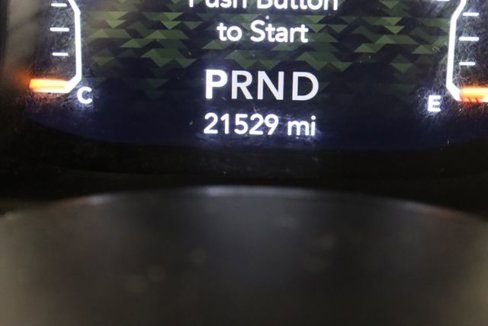 Push Button
to Start
PRND
C
E
21529 mi